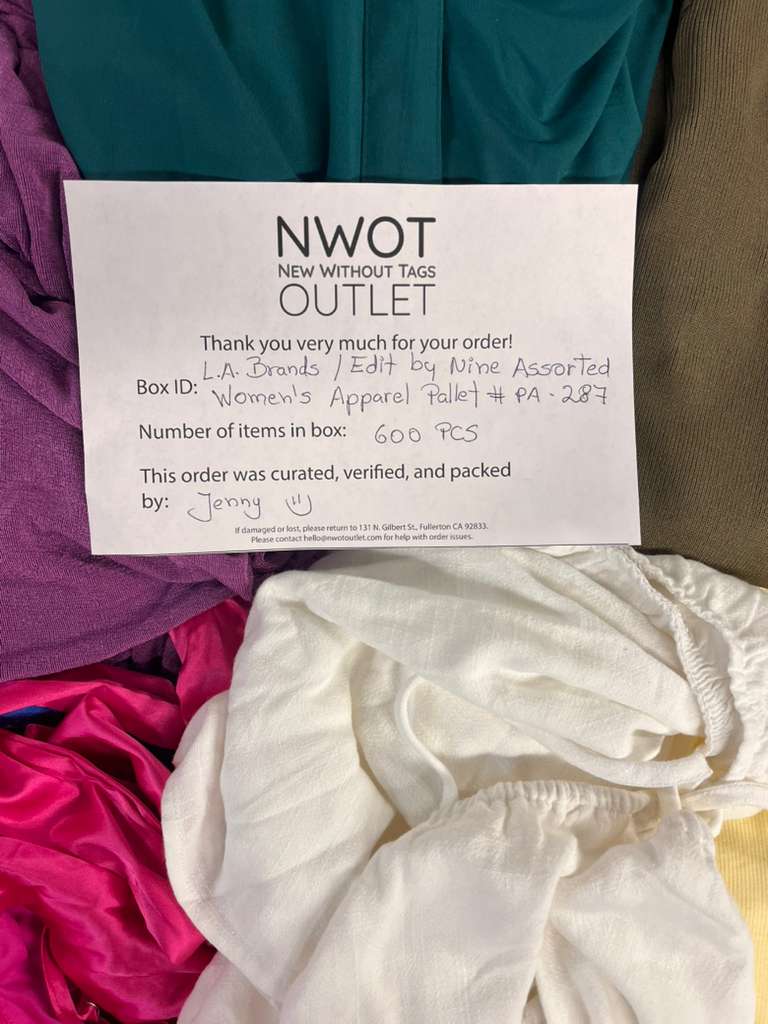 NWOT
NEW WITHOUT TAGS
OUTLET
Thank you very much for your order!
Box ID: L.A. Brands / Edit by Nine Assorted
Women's Apparel Pallet # PA-287
Number of items in box: 600 PCS
This order was curated, verified, and packed
by: Jenny
If damaged or lost, please return to 131 N. Gilbert St., Fullerton CA 92833.
Please contact hello@nwotoutlet.com for help with order issues.